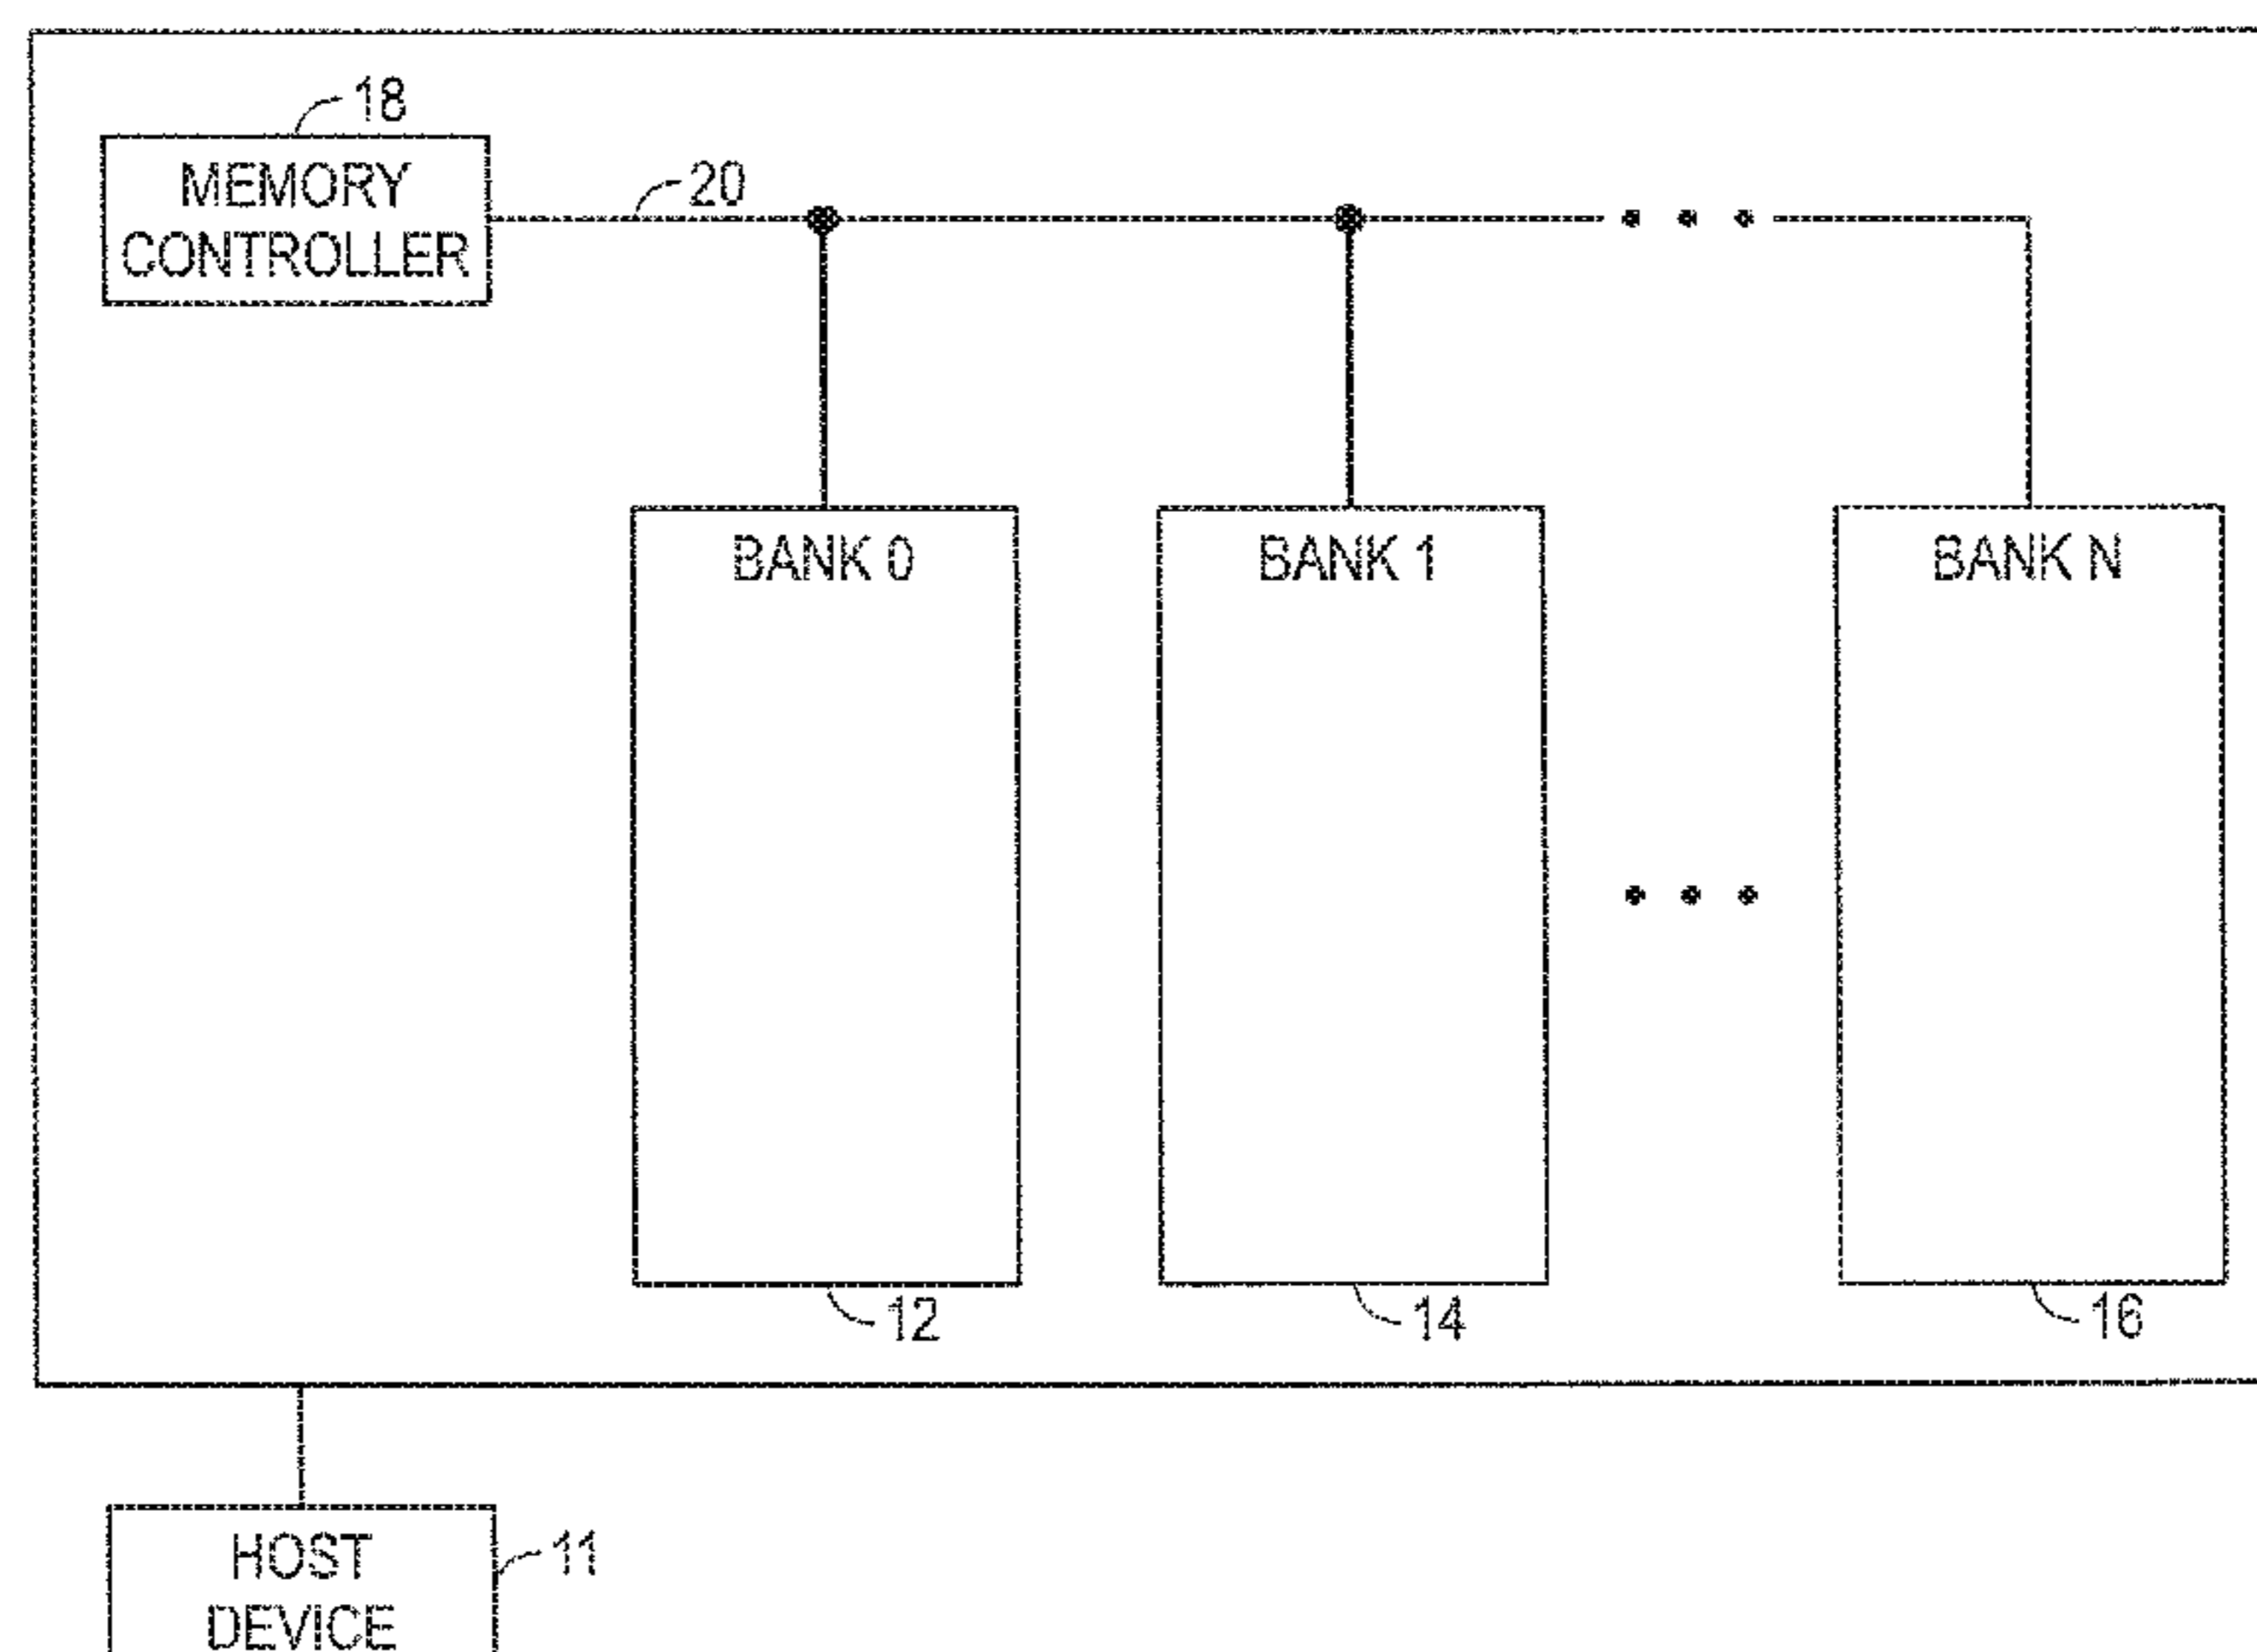 18
MEMORY
CONTROLLER
20
BANK 0
BANK 1
BANK N
12
14
16
HOST
DEVICE
11